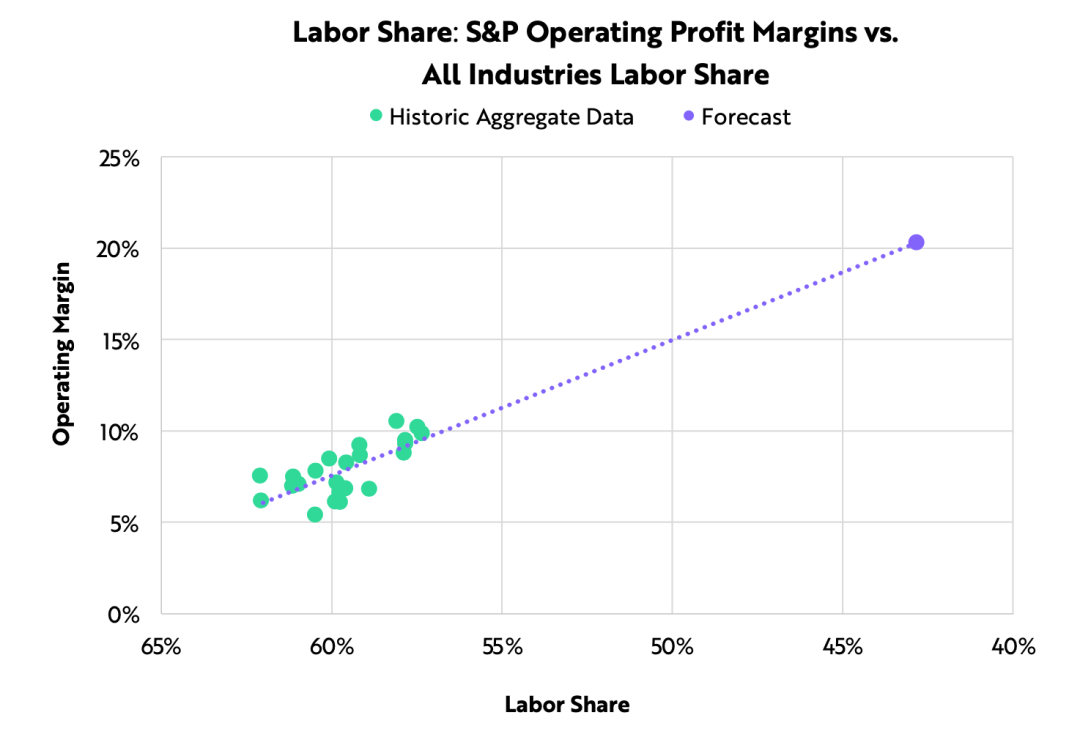 Labor Share: S&P Operating Profit Margins vs.
All Industries Labor Share
Historic Aggregate Data
Forecast
25%
20%
15%
10%
5%
0%
Operating Margin
65%
60%
55%
50%
45%
40%
Labor Share